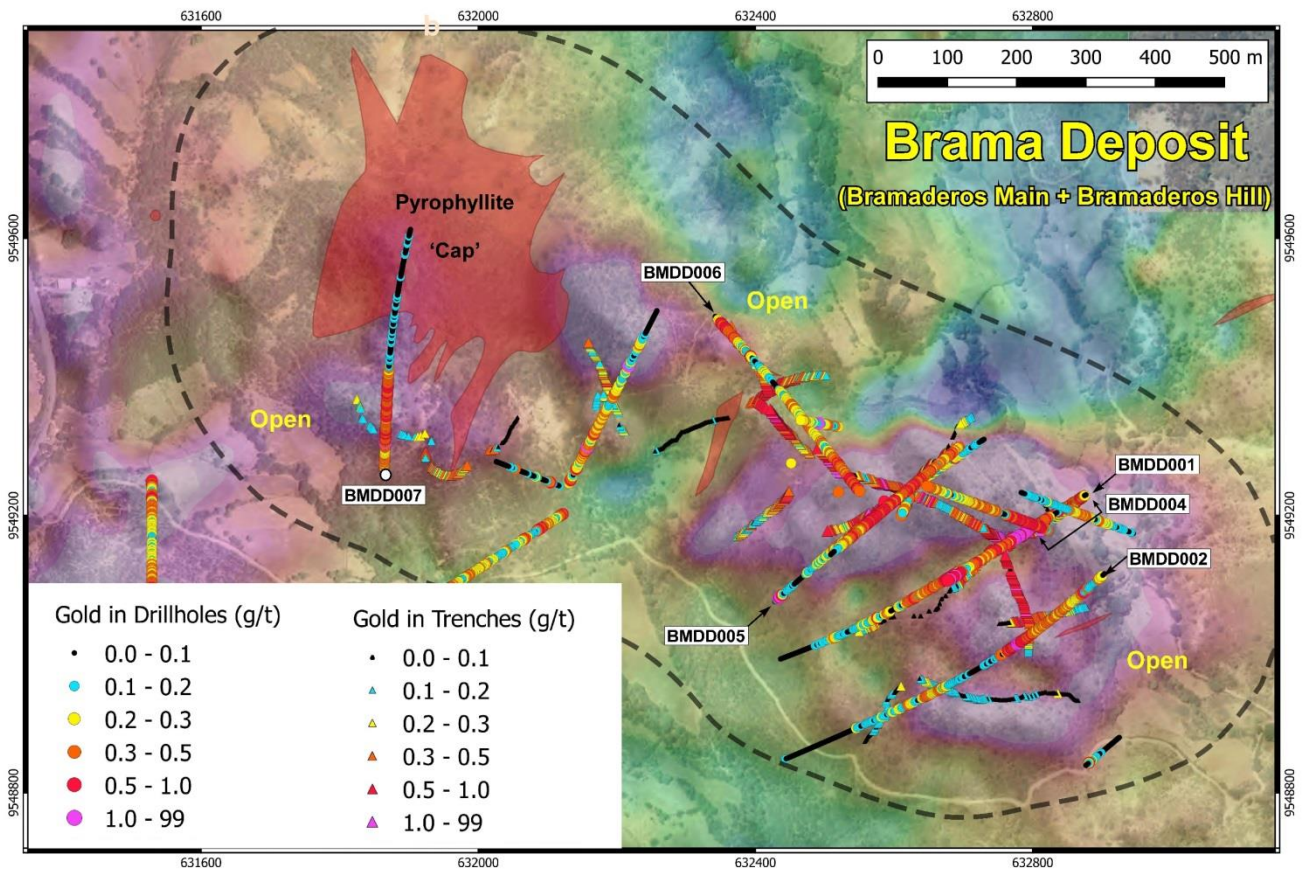 631600 632000 632400 632800
b
0 100 200 300 400 500 m
Brama Deposit
(Bramaderos Main + Bramaderos Hill)
Pyrophyllite
'Cap'
9549600
9549600
BMDD006
Open
Open
BMDD007
BMDD001
BMDD004
9549200
9549200
BMDD002
BMDD005
Open
Gold in Drillholes (g/t)
0.0 - 0.1
0.1 - 0.2
0.2 - 0.3
0.3 - 0.5
0.5 - 1.0
1.0 - 99
Gold in Trenches (g/t)
0.0 - 0.1
0.1 - 0.2
0.2 - 0.3
0.3 - 0.5
0.5 - 1.0
1.0 - 99
9548800
9548800
631600 632000 632400 632800